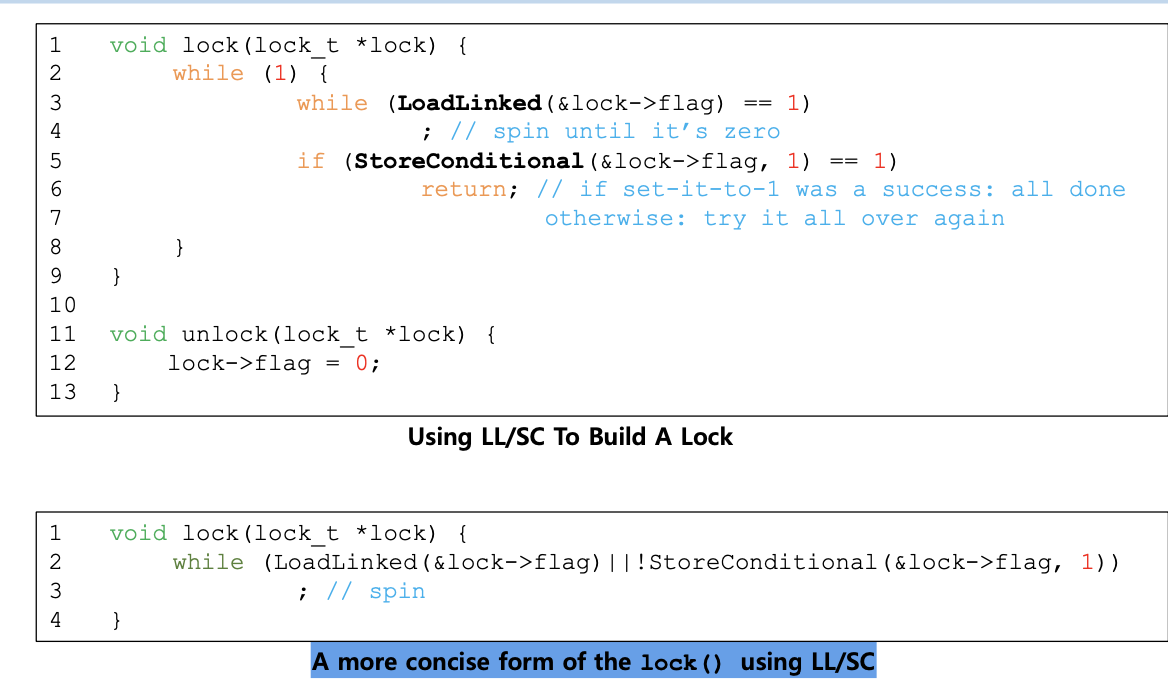 1 void lock(lock_t *lock) {
2 while (1) {
3 while (LoadLinked(&lock->flag) == 1)
4 ; // spin until it’s zero
5 if (StoreConditional(&lock->flag, 1) == 1)
6 return; // if set-it-to-1 was a success: all done
7 otherwise: try it all over again
8 }
9 }
10
11 void unlock(lock_t *lock) {
12 lock->flag = 0;
13 }
Using LL/SC To Build A Lock
1 void lock(lock_t *lock) {
2 while (LoadLinked(&lock->flag)||!StoreConditional(&lock->flag, 1))
3 ; // spin
4 }
A more concise form of the lock() using LL/SC